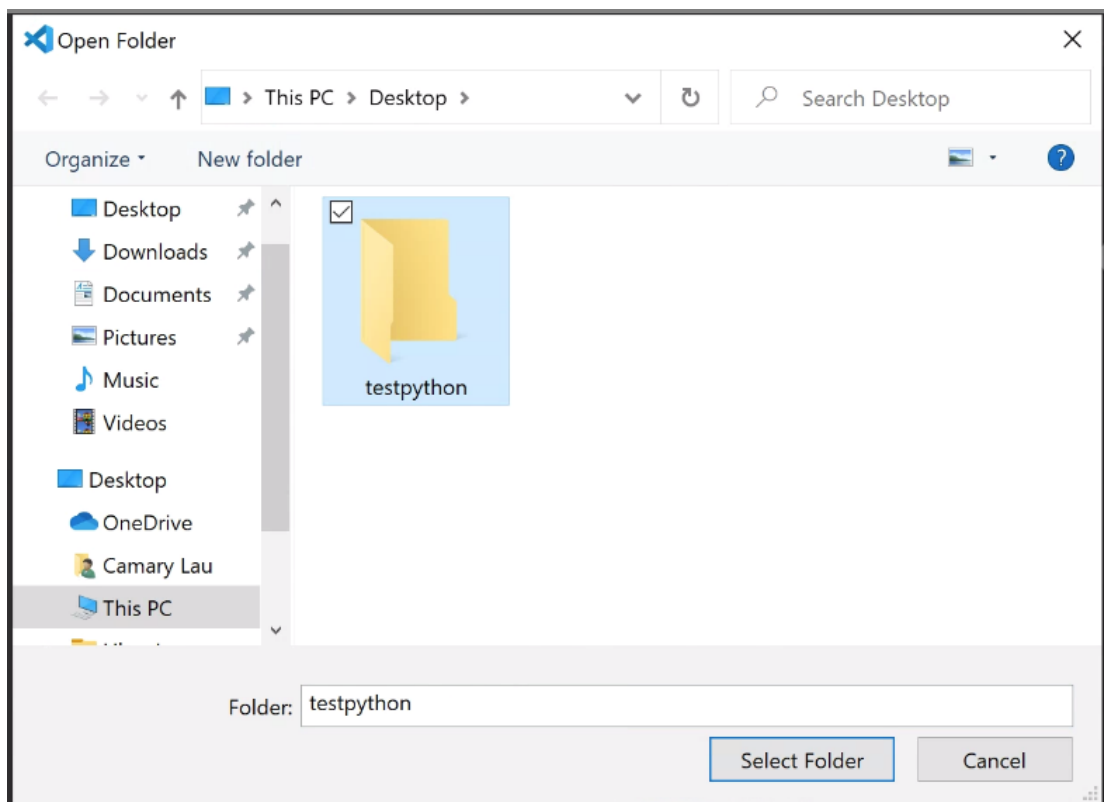 Open Folder
This PC > Desktop >
Search Desktop
Organize
New folder
Desktop
Downloads
Documents
Pictures
Music
Videos
Desktop
OneDrive
Camary Lau
This PC
testpython
Folder: testpython
Select Folder
Cancel